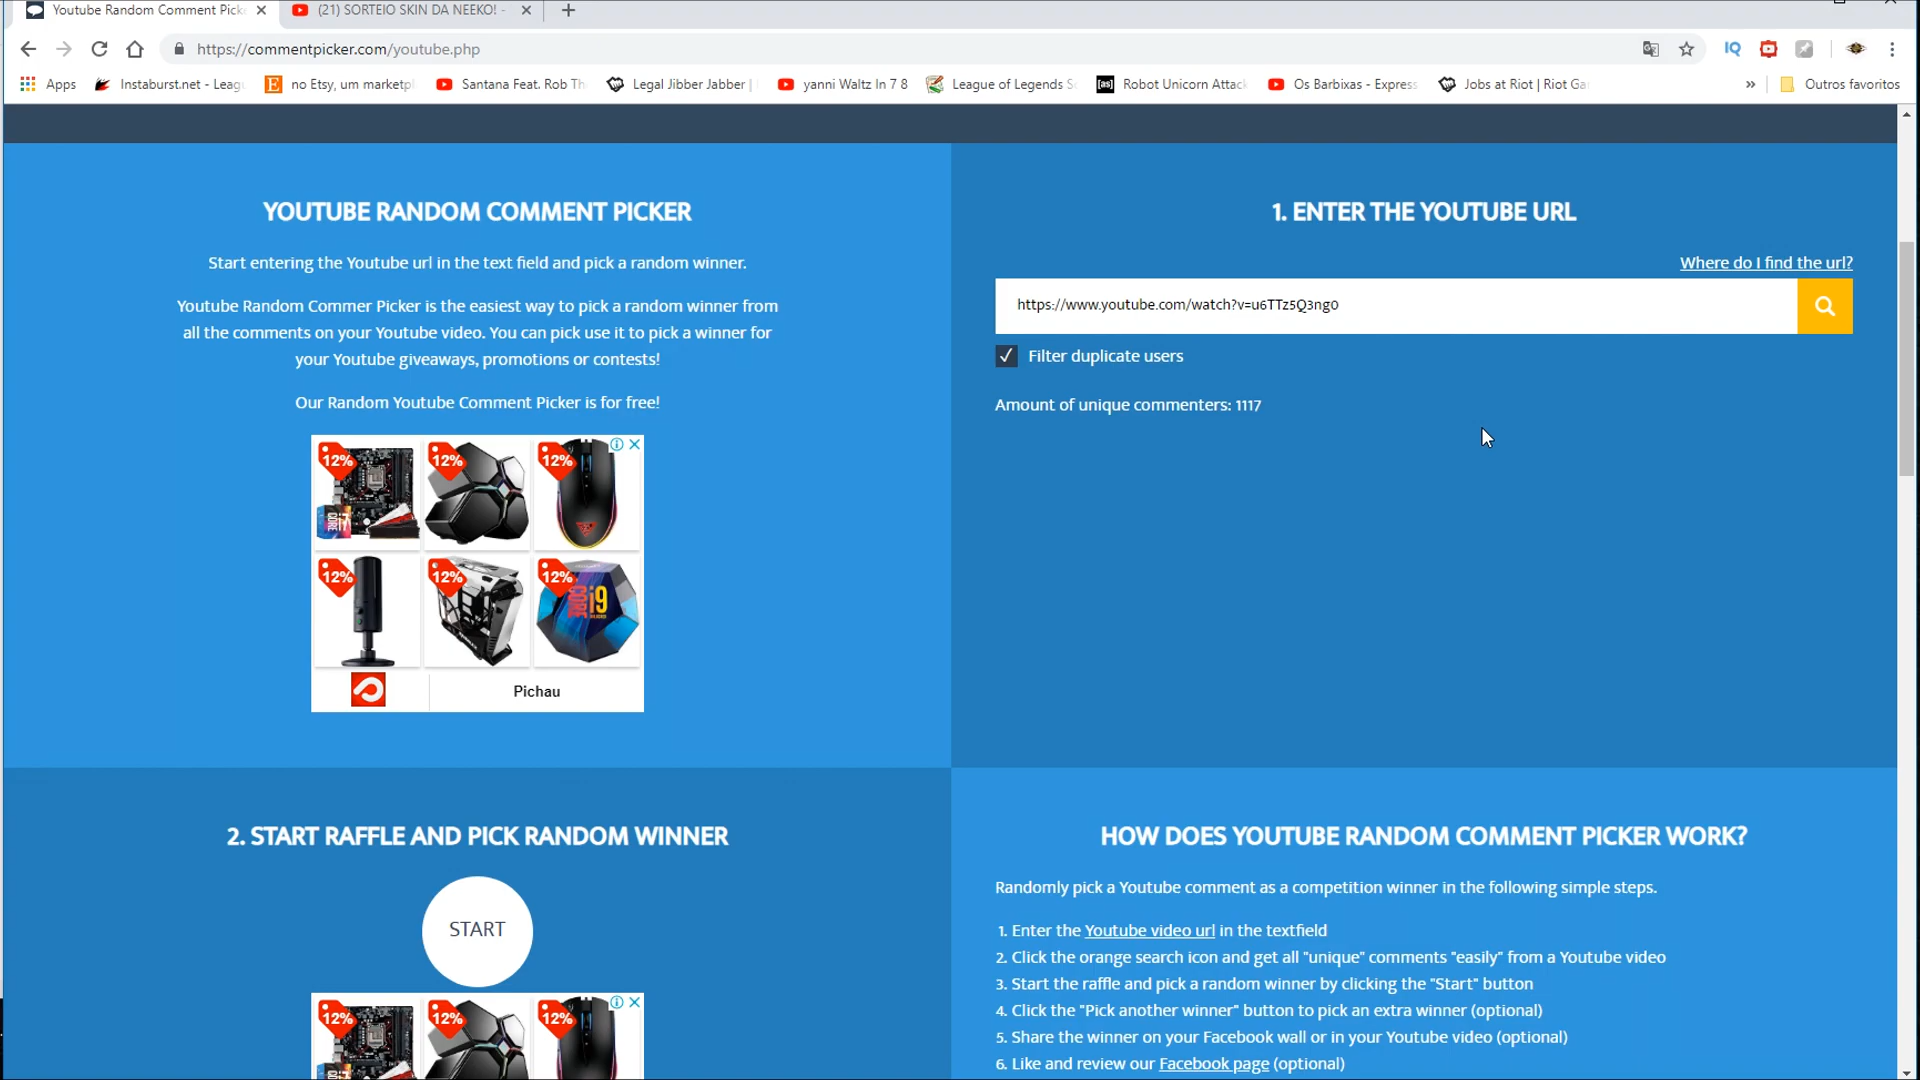 Youtube Random Comment Pick
(21) SORTEIO SKIN DA NEEKO! -
https://commentpicker.com/youtube.php
IQ
Apps
Instaburst.net - Leag
no Etsy, um marketp
Santana Feat. Rob Th
Legal Jibber Jabber |
yanni Waltz In 7 8
League of Legends S
[as]
Robot Unicorn Attack
Os Barbixas - Express
Jobs at Riot | Riot Ga
»
Outros favoritos
YOUTUBE RANDOM COMMENT PICKER
Start entering the Youtube url in the text field and pick a random winner.
Youtube Random Commer Picker is the easiest way to pick a random winner from
all the comments on your Youtube video. You can pick use it to pick a winner for
your Youtube giveaways, promotions or contests!
Our Random Youtube Comment Picker is for free!
12%
12%
12%
CORE i7
12%
12%
12%
CORE i9
Pichau
1. ENTER THE YOUTUBE URL
Where do I find the url?
https://www.youtube.com/watch?v=u6TTz5Q3ng0
Filter duplicate users
Amount of unique commenters: 1117
2. START RAFFLE AND PICK RANDOM WINNER
START
12%
12%
12%
HOW DOES YOUTUBE RANDOM COMMENT PICKER WORK?
Randomly pick a Youtube comment as a competition winner in the following simple steps.
1. Enter the Youtube video url in the textfield
2. Click the orange search icon and get all "unique" comments "easily" from a Youtube video
3. Start the raffle and pick a random winner by clicking the "Start" button
4. Click the "Pick another winner" button to pick an extra winner (optional)
5. Share the winner on your Facebook wall or in your Youtube video (optional)
6. Like and review our Facebook page (optional)